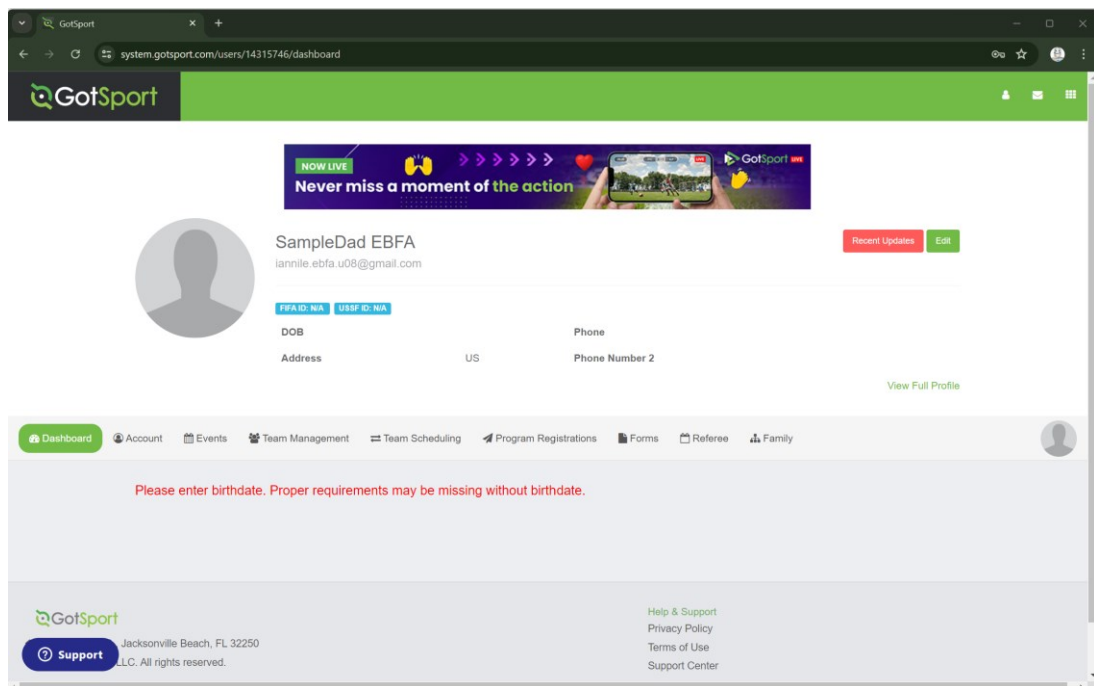 GotSport
system.gotsport.com/users/14315746/dashboard
GotSport
NOW LIVE
Never miss a moment of the action
GotSport LIVE
SampleDad EBFA
iannile.ebfa.u08@gmail.com
Recent Updates Edit
FIFA ID: N/A USSF ID: N/A
DOB Phone
Address US Phone Number 2
View Full Profile
Dashboard Account Events Team Management Team Scheduling Program Registrations Forms Referee Family
Please enter birthdate. Proper requirements may be missing without birthdate.
GotSport
Jacksonville Beach, FL 32250
LLC. All rights reserved.
Support
Help & Support
Privacy Policy
Terms of Use
Support Center